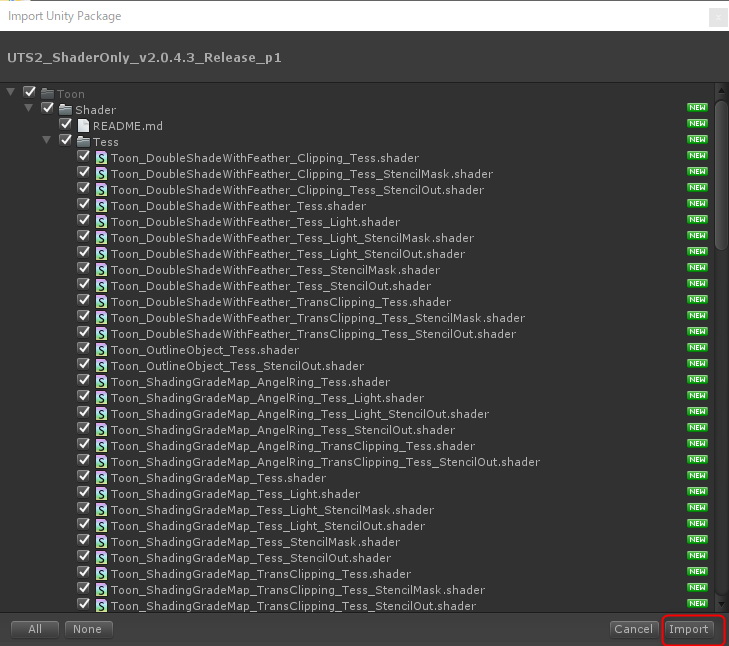 Import Unity Package
x
UTS2_ShaderOnly_v2.0.4.3_Release_p1
Toon
Shader NEW
README.md NEW
Tess NEW
S Toon_DoubleShadeWithFeather_Clipping_Tess.shader NEW
S Toon_DoubleShadeWithFeather_Clipping_Tess_StencilMask.shader NEW
S Toon_DoubleShadeWithFeather_Clipping_Tess_StencilOut.shader NEW
S Toon_DoubleShadeWithFeather_Tess.shader NEW
S Toon_DoubleShadeWithFeather_Tess_Light.shader NEW
S Toon_DoubleShadeWithFeather_Tess_Light_StencilMask.shader NEW
S Toon_DoubleShadeWithFeather_Tess_Light_StencilOut.shader NEW
S Toon_DoubleShadeWithFeather_Tess_StencilMask.shader NEW
S Toon_DoubleShadeWithFeather_Tess_StencilOut.shader NEW
S Toon_DoubleShadeWithFeather_TransClipping_Tess.shader NEW
S Toon_DoubleShadeWithFeather_TransClipping_Tess_StencilMask.shader NEW
S Toon_DoubleShadeWithFeather_TransClipping_Tess_StencilOut.shader NEW
S Toon_OutlineObject_Tess.shader NEW
S Toon_OutlineObject_Tess_StencilOut.shader NEW
S Toon_ShadingGradeMap_AngelRing_Tess.shader NEW
S Toon_ShadingGradeMap_AngelRing_Tess_Light.shader NEW
S Toon_ShadingGradeMap_AngelRing_Tess_Light_StencilOut.shader NEW
S Toon_ShadingGradeMap_AngelRing_Tess_StencilOut.shader NEW
S Toon_ShadingGradeMap_AngelRing_TransClipping_Tess.shader NEW
S Toon_ShadingGradeMap_AngelRing_TransClipping_Tess_StencilOut.shader NEW
S Toon_ShadingGradeMap_Tess.shader NEW
S Toon_ShadingGradeMap_Tess_Light.shader NEW
S Toon_ShadingGradeMap_Tess_Light_StencilMask.shader NEW
S Toon_ShadingGradeMap_Tess_Light_StencilOut.shader NEW
S Toon_ShadingGradeMap_Tess_StencilMask.shader NEW
S Toon_ShadingGradeMap_Tess_StencilOut.shader NEW
S Toon_ShadingGradeMap_TransClipping_Tess.shader NEW
S Toon_ShadingGradeMap_TransClipping_Tess_StencilMask.shader NEW
S Toon_ShadingGradeMap_TransClipping_Tess_StencilOut.shader NEW
All None Cancel Import